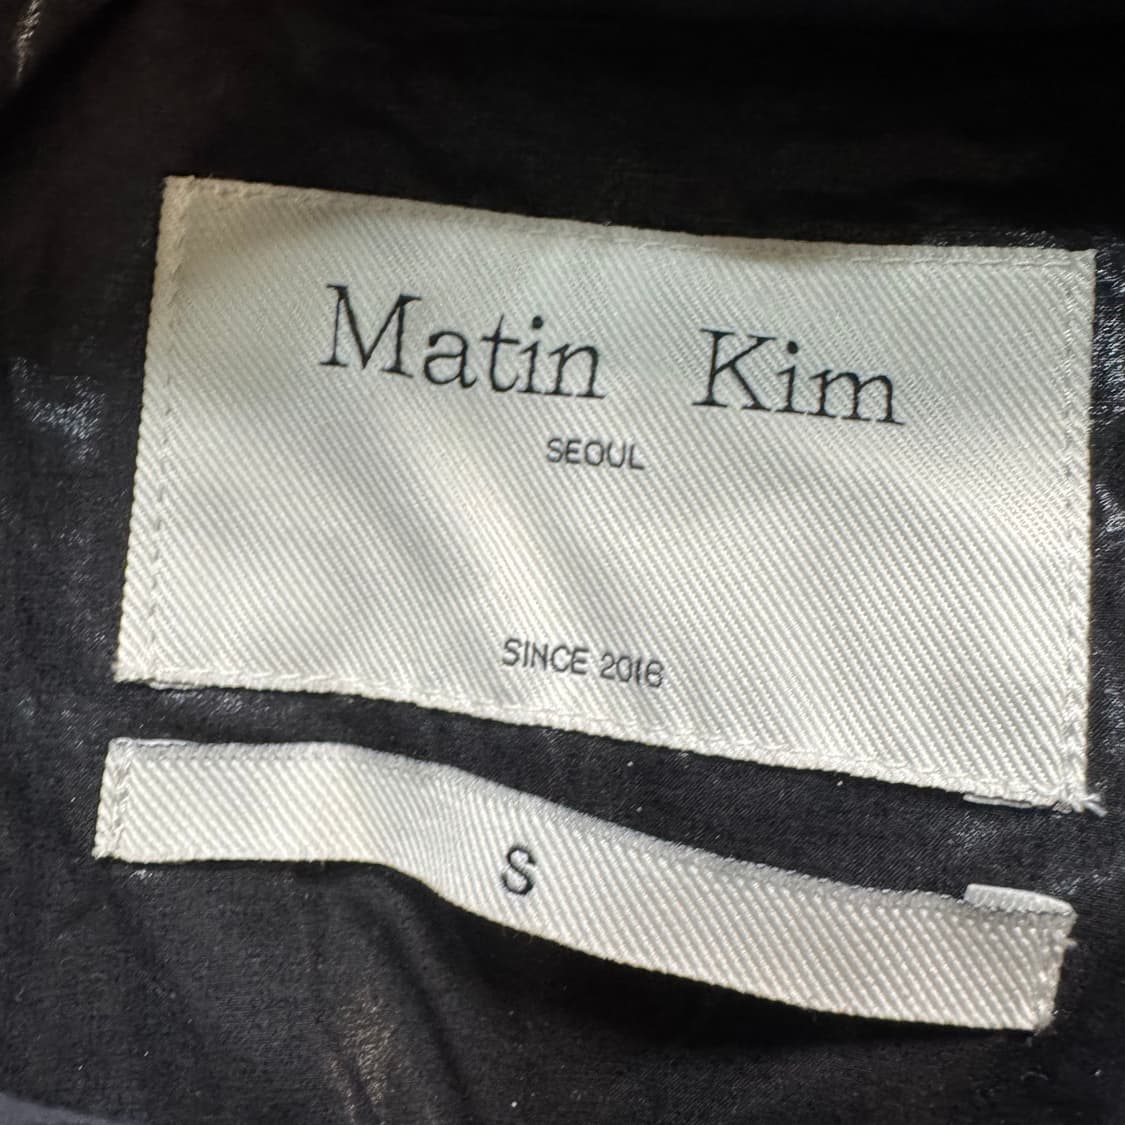 Matin Kim
SEOUL
SINCE 2016
S